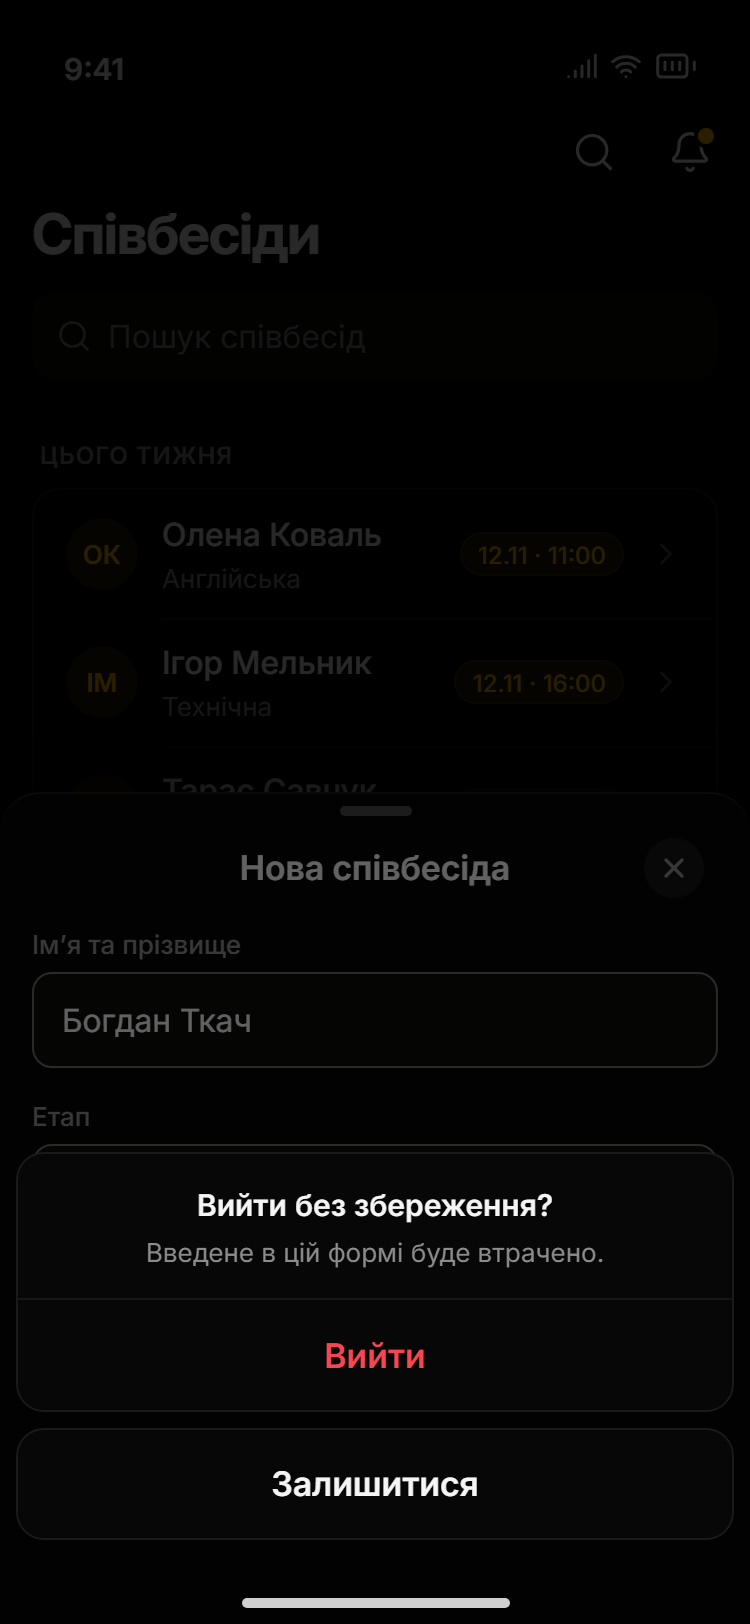 9:41
Співбесіди
Пошук співбесід
ЦЬОГО ТИЖНЯ
ОК
Олена Коваль
Англійська
12.11 · 11:00
ІМ
Ігор Мельник
Технічна
12.11 · 16:00
Тарас Савчук
Нова співбесіда
Ім’я та прізвище
Богдан Ткач
Етап
Вийти без збереження?
Введене в цій формі буде втрачено.
Вийти
Залишитися